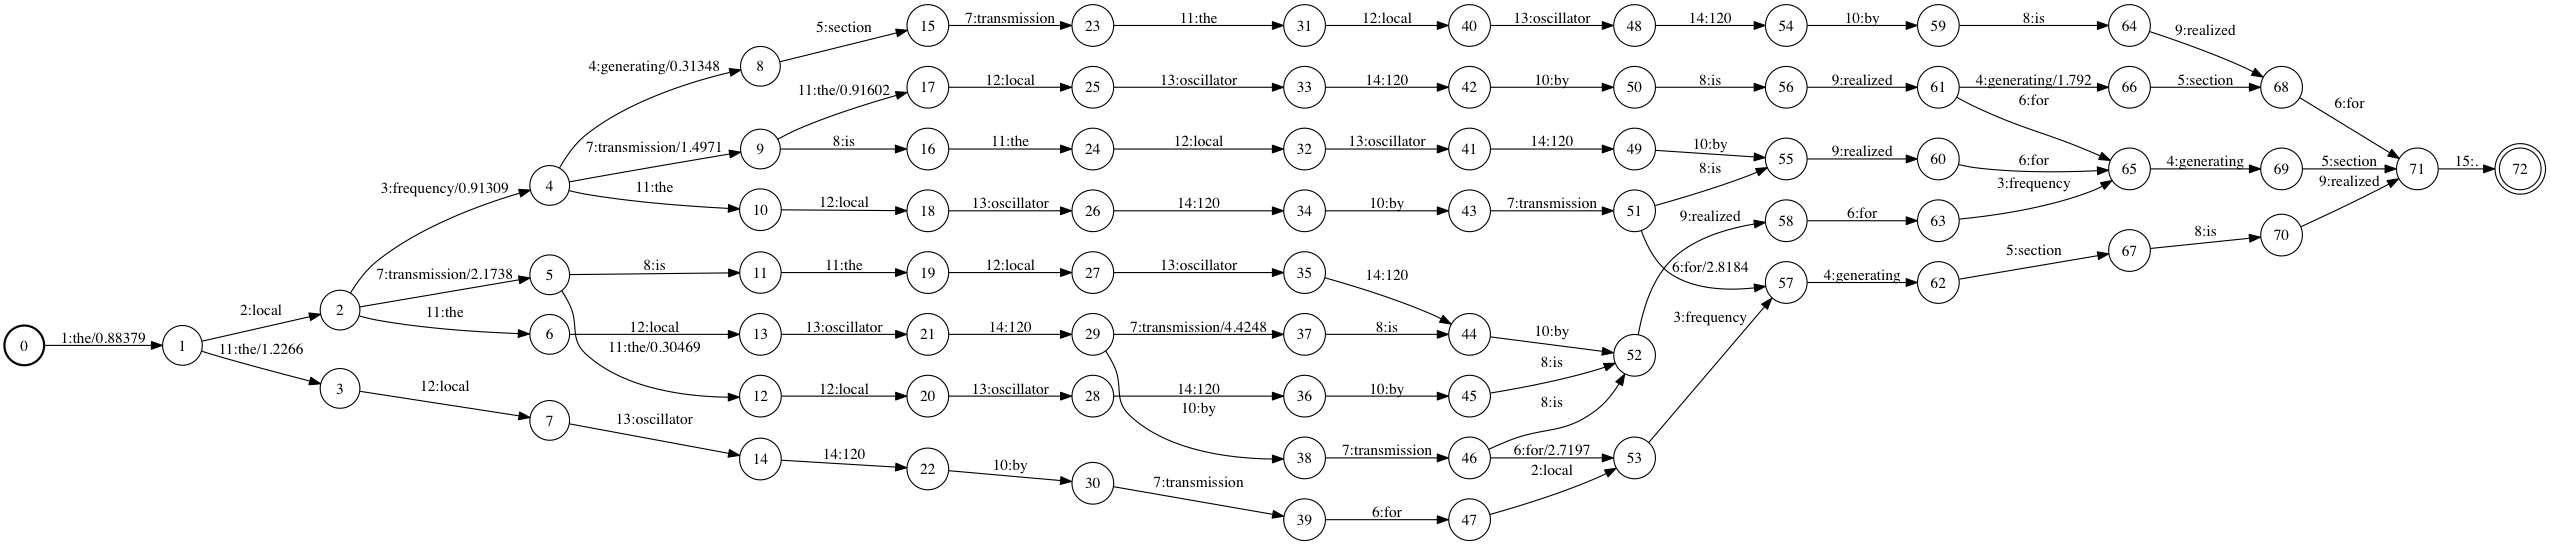 5:section 15 7:transmission 23 11:the 31 12:local 40 13:oscillator 48 14:120 54 10:by 59 8:is 64 9:realized
4:generating/0.31348 8 11:the/0.91602 17 12:local 25 13:oscillator 33 14:120 42 10:by 50 8:is 56 9:realized 61 4:generating/1.792 66 5:section 68 6:for
6:for
7:transmission/1.4971 9 8:is 16 11:the 24 12:local 32 13:oscillator 41 14:120 49 10:by 55 9:realized 60 6:for 65 4:generating 69 5:section 71 15:. 72
3:frequency/0.91309 4 11:the 8:is 3:frequency 9:realized
10 12:local 18 13:oscillator 26 14:120 34 10:by 43 7:transmission 51 9:realized 58 6:for 63
5:section 67 8:is 70
7:transmission/2.1738 5 8:is 11 11:the 19 12:local 27 13:oscillator 35 14:120 6:for/2.8184 57 4:generating 62
0 1:the/0.88379 1 2:local 2 11:the 6 12:local 13 13:oscillator 21 14:120 29 7:transmission/4.4248 37 8:is 44 10:by 52 3:frequency
11:the/1.2266 11:the/0.30469 8:is
3 12:local 12 12:local 20 13:oscillator 28 14:120 36 10:by 45 8:is
10:by
7 13:oscillator 14 14:120 22 10:by 30 7:transmission 38 7:transmission 46 6:for/2.7197 53
2:local
39 6:for 47